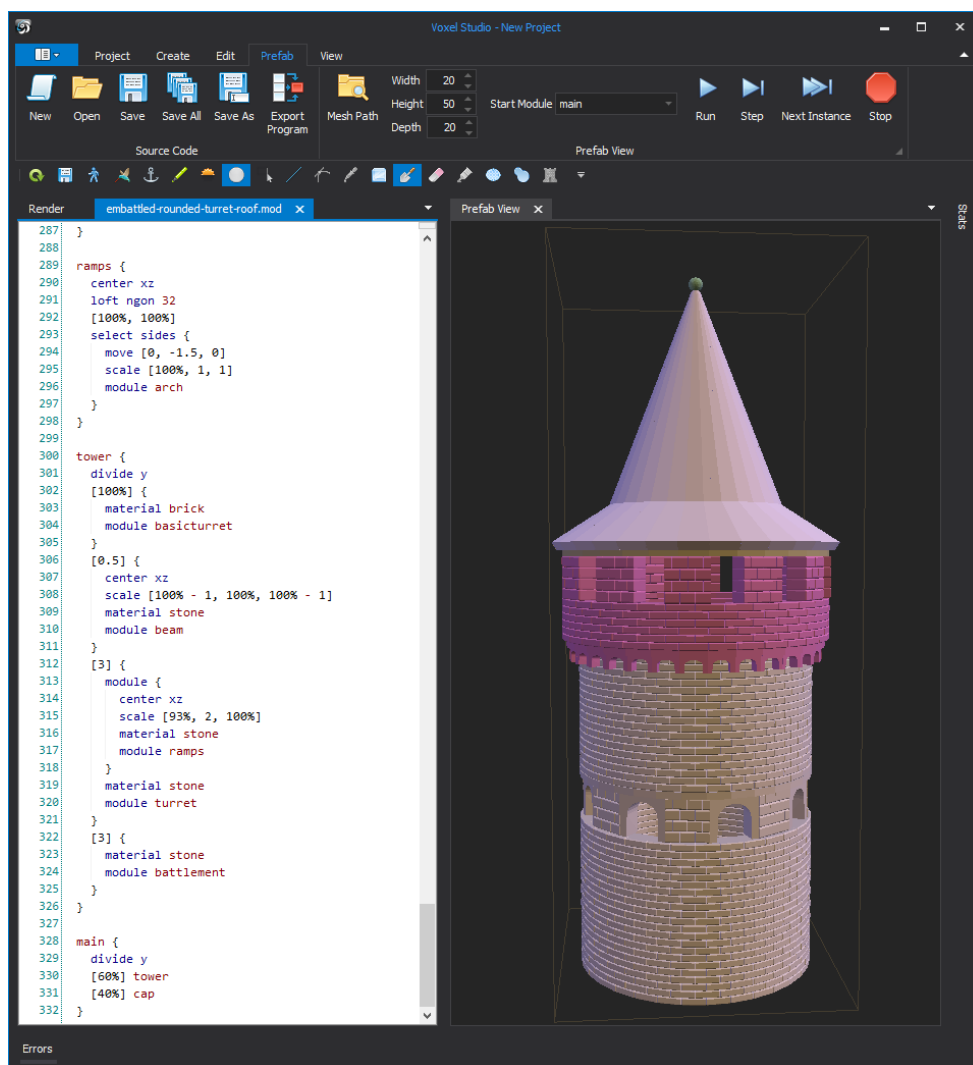 Voxel Studio - New Project
Project Create Edit Prefab View
New Open Save Save All Save As Export Program
Source Code
Mesh Path
Width 20
Height 50
Depth 20
Start Module main
Run Step Next Instance Stop
Prefab View
Render embattled-rounded-turret-roof.mod X
Prefab View X
Stats
287 }
288
289 ramps {
290 center xz
291 loft ngon 32
292 [100%, 100%]
293 select sides {
294 move [0, -1.5, 0]
295 scale [100%, 1, 1]
296 module arch
297 }
298 }
299
300 tower {
301 divide y
302 [100%] {
303 material brick
304 module basicturret
305 }
306 [0.5] {
307 center xz
308 scale [100% - 1, 100%, 100% - 1]
309 material stone
310 module beam
311 }
312 [3] {
313 module {
314 center xz
315 scale [93%, 2, 100%]
316 material stone
317 module ramps
318 }
319 material stone
320 module turret
321 }
322 [3] {
323 material stone
324 module battlement
325 }
326 }
327
328 main {
329 divide y
330 [60%] tower
331 [40%] cap
332 }
Errors